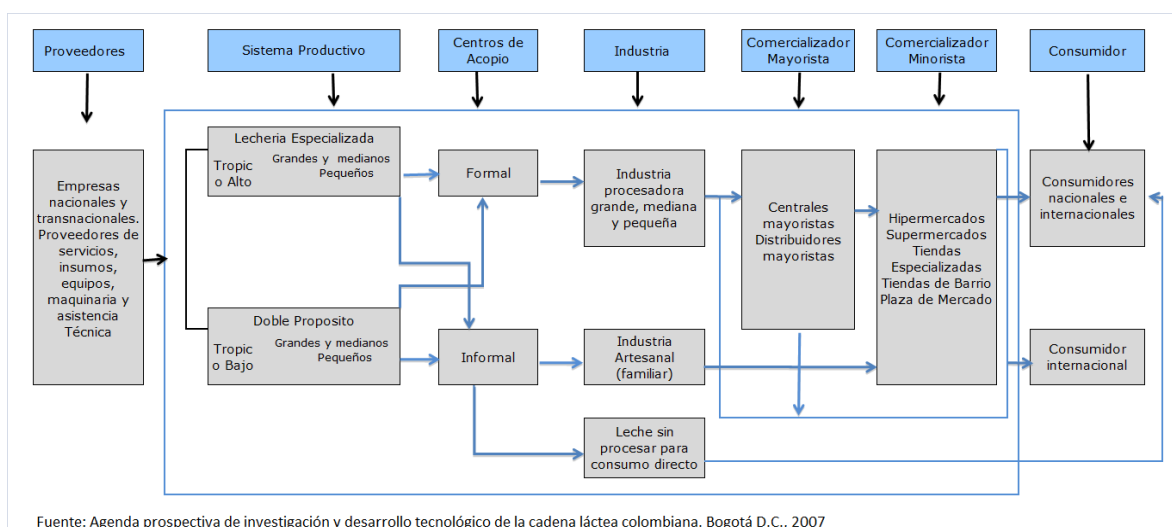 Proveedores
Sistema Productivo
Centros de
Acopio
Industria
Comercializador
Mayorista
Comercializador
Minorista
Consumidor
Empresas
nacionales y
transnacionales.
Proveedores de
servicios,
insumos,
equipos,
maquinaria y
asistencia
Técnica
Lecheria Especializada
Tropic
o Alto
Grandes y medianos
Pequeños
Doble Proposito
Tropic
o Bajo
Grandes y medianos
Pequeños
Formal
Informal
Industria
procesadora
grande, mediana
y pequeña
Industria
Artesanal
(familiar)
Leche sin
procesar para
consumo directo
Centrales
mayoristas
Distribuidores
mayoristas
Hipermercados
Supermercados
Tiendas
Especializadas
Tiendas de Barrio
Plaza de Mercado
Consumidores
nacionales e
internacionales
Consumidor
internacional
Fuente: Agenda prospectiva de investigación y desarrollo tecnológico de la cadena láctea colombiana. Bogotá D.C., 2007